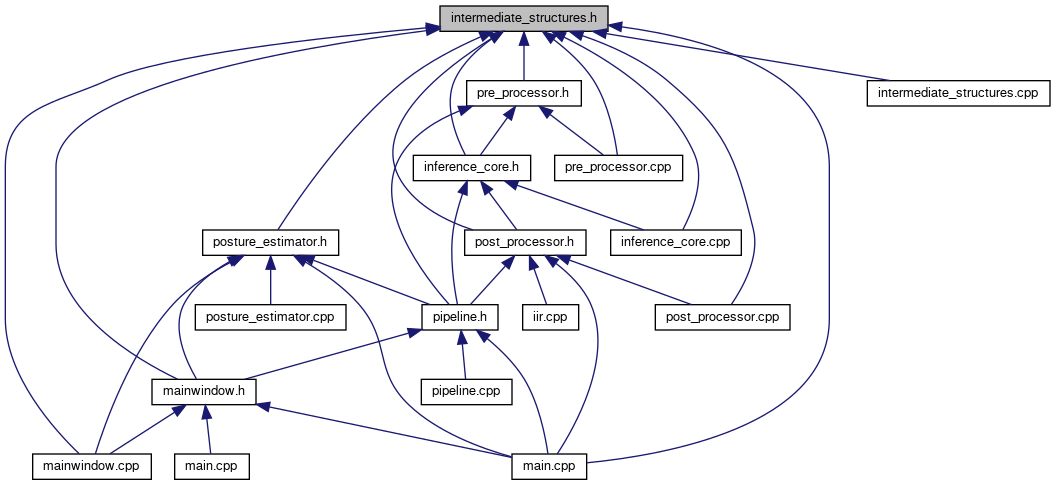 intermediate_structures.h
pre_processor.h
intermediate_structures.cpp
inference_core.h
pre_processor.cpp
posture_estimator.h
post_processor.h
inference_core.cpp
posture_estimator.cpp
pipeline.h
iir.cpp
post_processor.cpp
mainwindow.h
pipeline.cpp
mainwindow.cpp
main.cpp
main.cpp